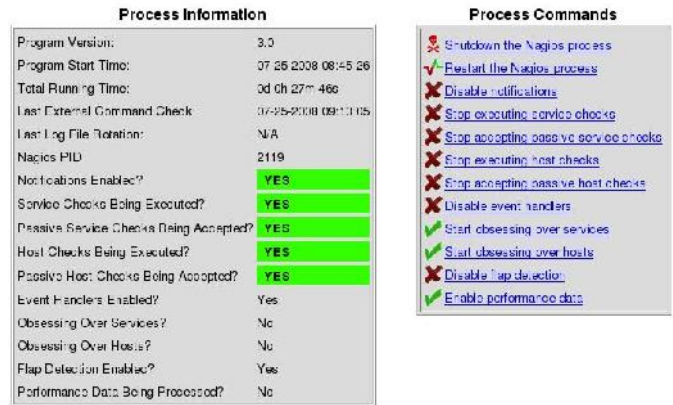 Process Information
Program Version: 3.0
Program Start Time: 07-25-2008 08:45:26
Total Running Time: 0d 0h 27m 46s
Last External Command Check: 07-25-2008 09:13:05
Last Log File Rotation: N/A
Nagios PID 2119
Notifications Enabled? YES
Service Checks Being Executed? YES
Passive Service Checks Being Accepted? YES
Host Checks Being Executed? YES
Passive Host Checks Being Accepted? YES
Event Handlers Enabled? Yes
Obsessing Over Services? No
Obsessing Over Hosts? No
Flap Detection Enabled? Yes
Performance Data Being Processed? No
Process Commands
Shutdown the Nagios process
Restart the Nagios process
Disable notifications
Stop executing service checks
Stop accepting passive service checks
Stop executing host checks
Stop accepting passive host checks
Disable event handlers
Start obsessing over services
Start obsessing over hosts
Disable flap detection
Enable performance data